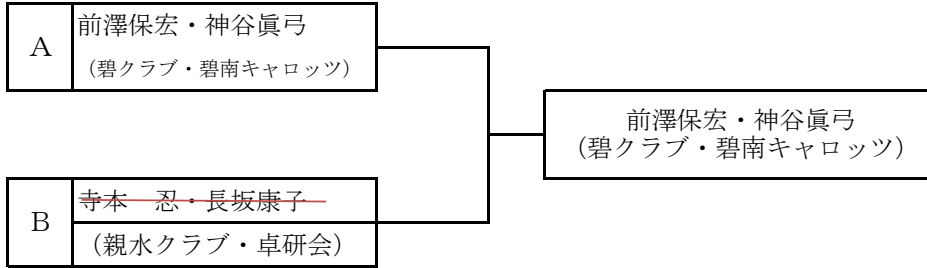 A
前澤保宏・神谷眞弓
（碧クラブ・碧南キャロッツ）
前澤保宏・神谷眞弓
（碧クラブ・碧南キャロッツ）
B
寺本　忍・長坂康子
（親水クラブ・卓研会）